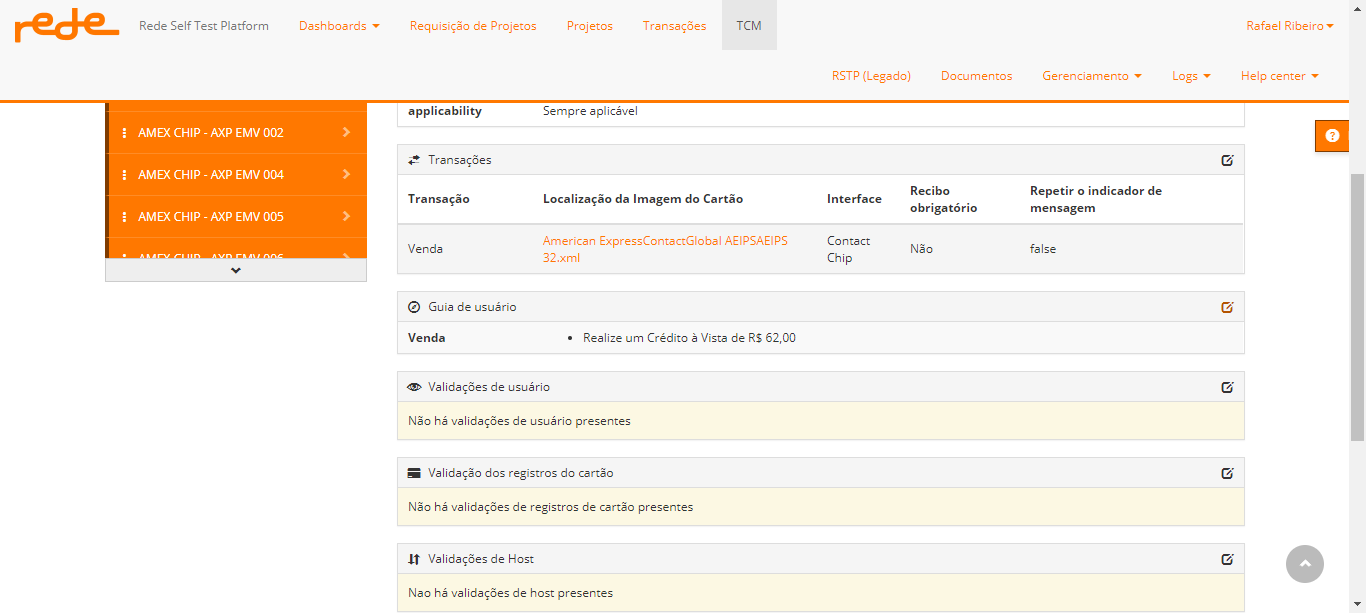 rede Rede Self Test Platform Dashboards Requisição de Projetos Projetos Transações TCM Rafael Ribeiro
RSTP (Legado) Documentos Gerenciamento Logs Help center
applicability Sempre aplicável
AMEX CHIP - AXP EMV 002
AMEX CHIP - AXP EMV 004
AMEX CHIP - AXP EMV 005
AMEX CHIP - AXP EMV 006
Transações
Transação Localização da Imagem do Cartão Interface Recibo obrigatório Repetir o indicador de mensagem
Venda American ExpressContactGlobal AEIPSAEIPS 32.xml Contact Chip Não false
Guia de usuário
Venda • Realize um Crédito à Vista de R$ 62,00
Validações de usuário
Não há validações de usuário presentes
Validação dos registros do cartão
Não há validações de registros de cartão presentes
Validações de Host
Nao há validações de host presentes